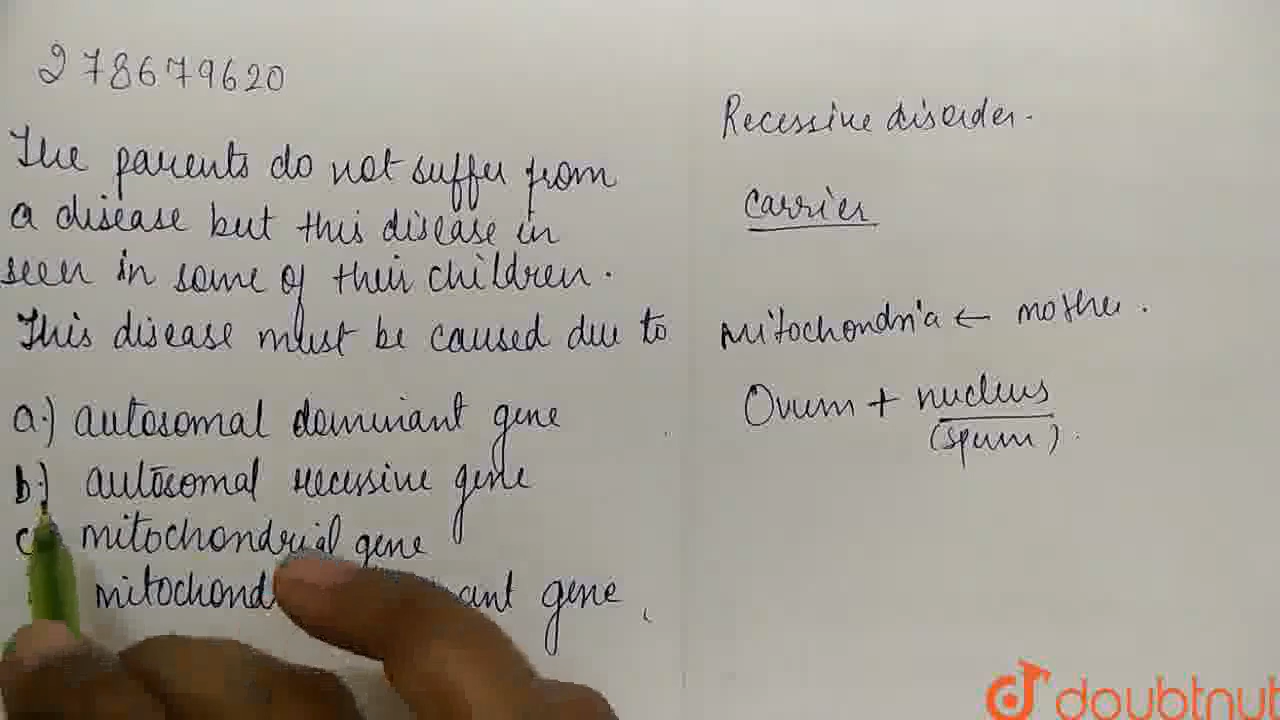 278679620
The parents do not suffer from
a disease but this disease in
seen in some of their children.
This disease must be caused due to
a.) autosomal dominant gene
b.) autosomal recessive gene
c mitochondrial gene
mitochond ant gene
Recessive disorder.
carrier
Mitochondria ← mother.
Ovum + nucleus
(sperm).
doubtnut